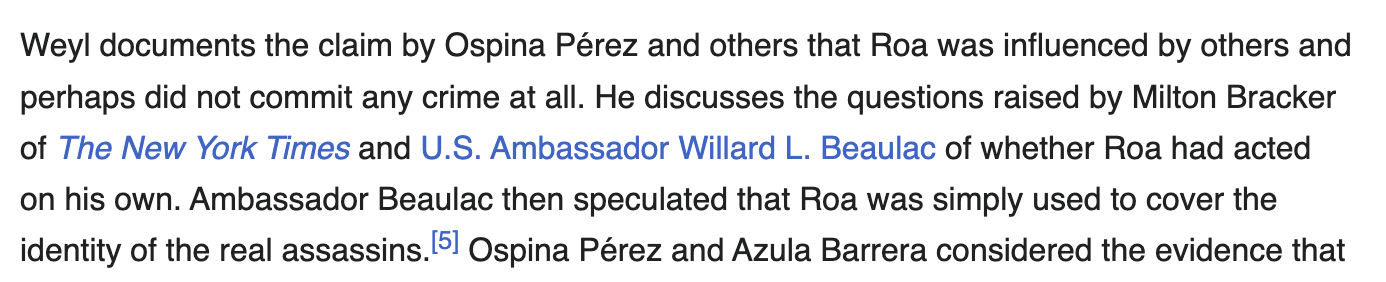 Weyl documents the claim by Ospina Pérez and others that Roa was influenced by others and
perhaps did not commit any crime at all. He discusses the questions raised by Milton Bracker
of The New York Times and U.S. Ambassador Willard L. Beaulac of whether Roa had acted
on his own. Ambassador Beaulac then speculated that Roa was simply used to cover the
identity of the real assassins.[5] Ospina Pérez and Azula Barrera considered the evidence that